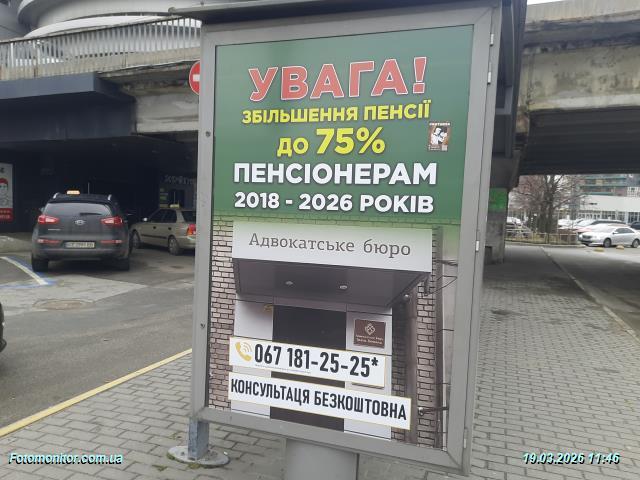 УВАГА!
ЗБІЛЬШЕННЯ ПЕНСІЇ
ДО 75%
ПЕНСІОНЕРАМ
2018 - 2026 РОКІВ
Адвокатське бюро
067 181-25-25*
КОНСУЛЬТАЦІЯ БЕЗКОШТОВНА
Fotomonitor.com.ua
19.03.2026 11:46